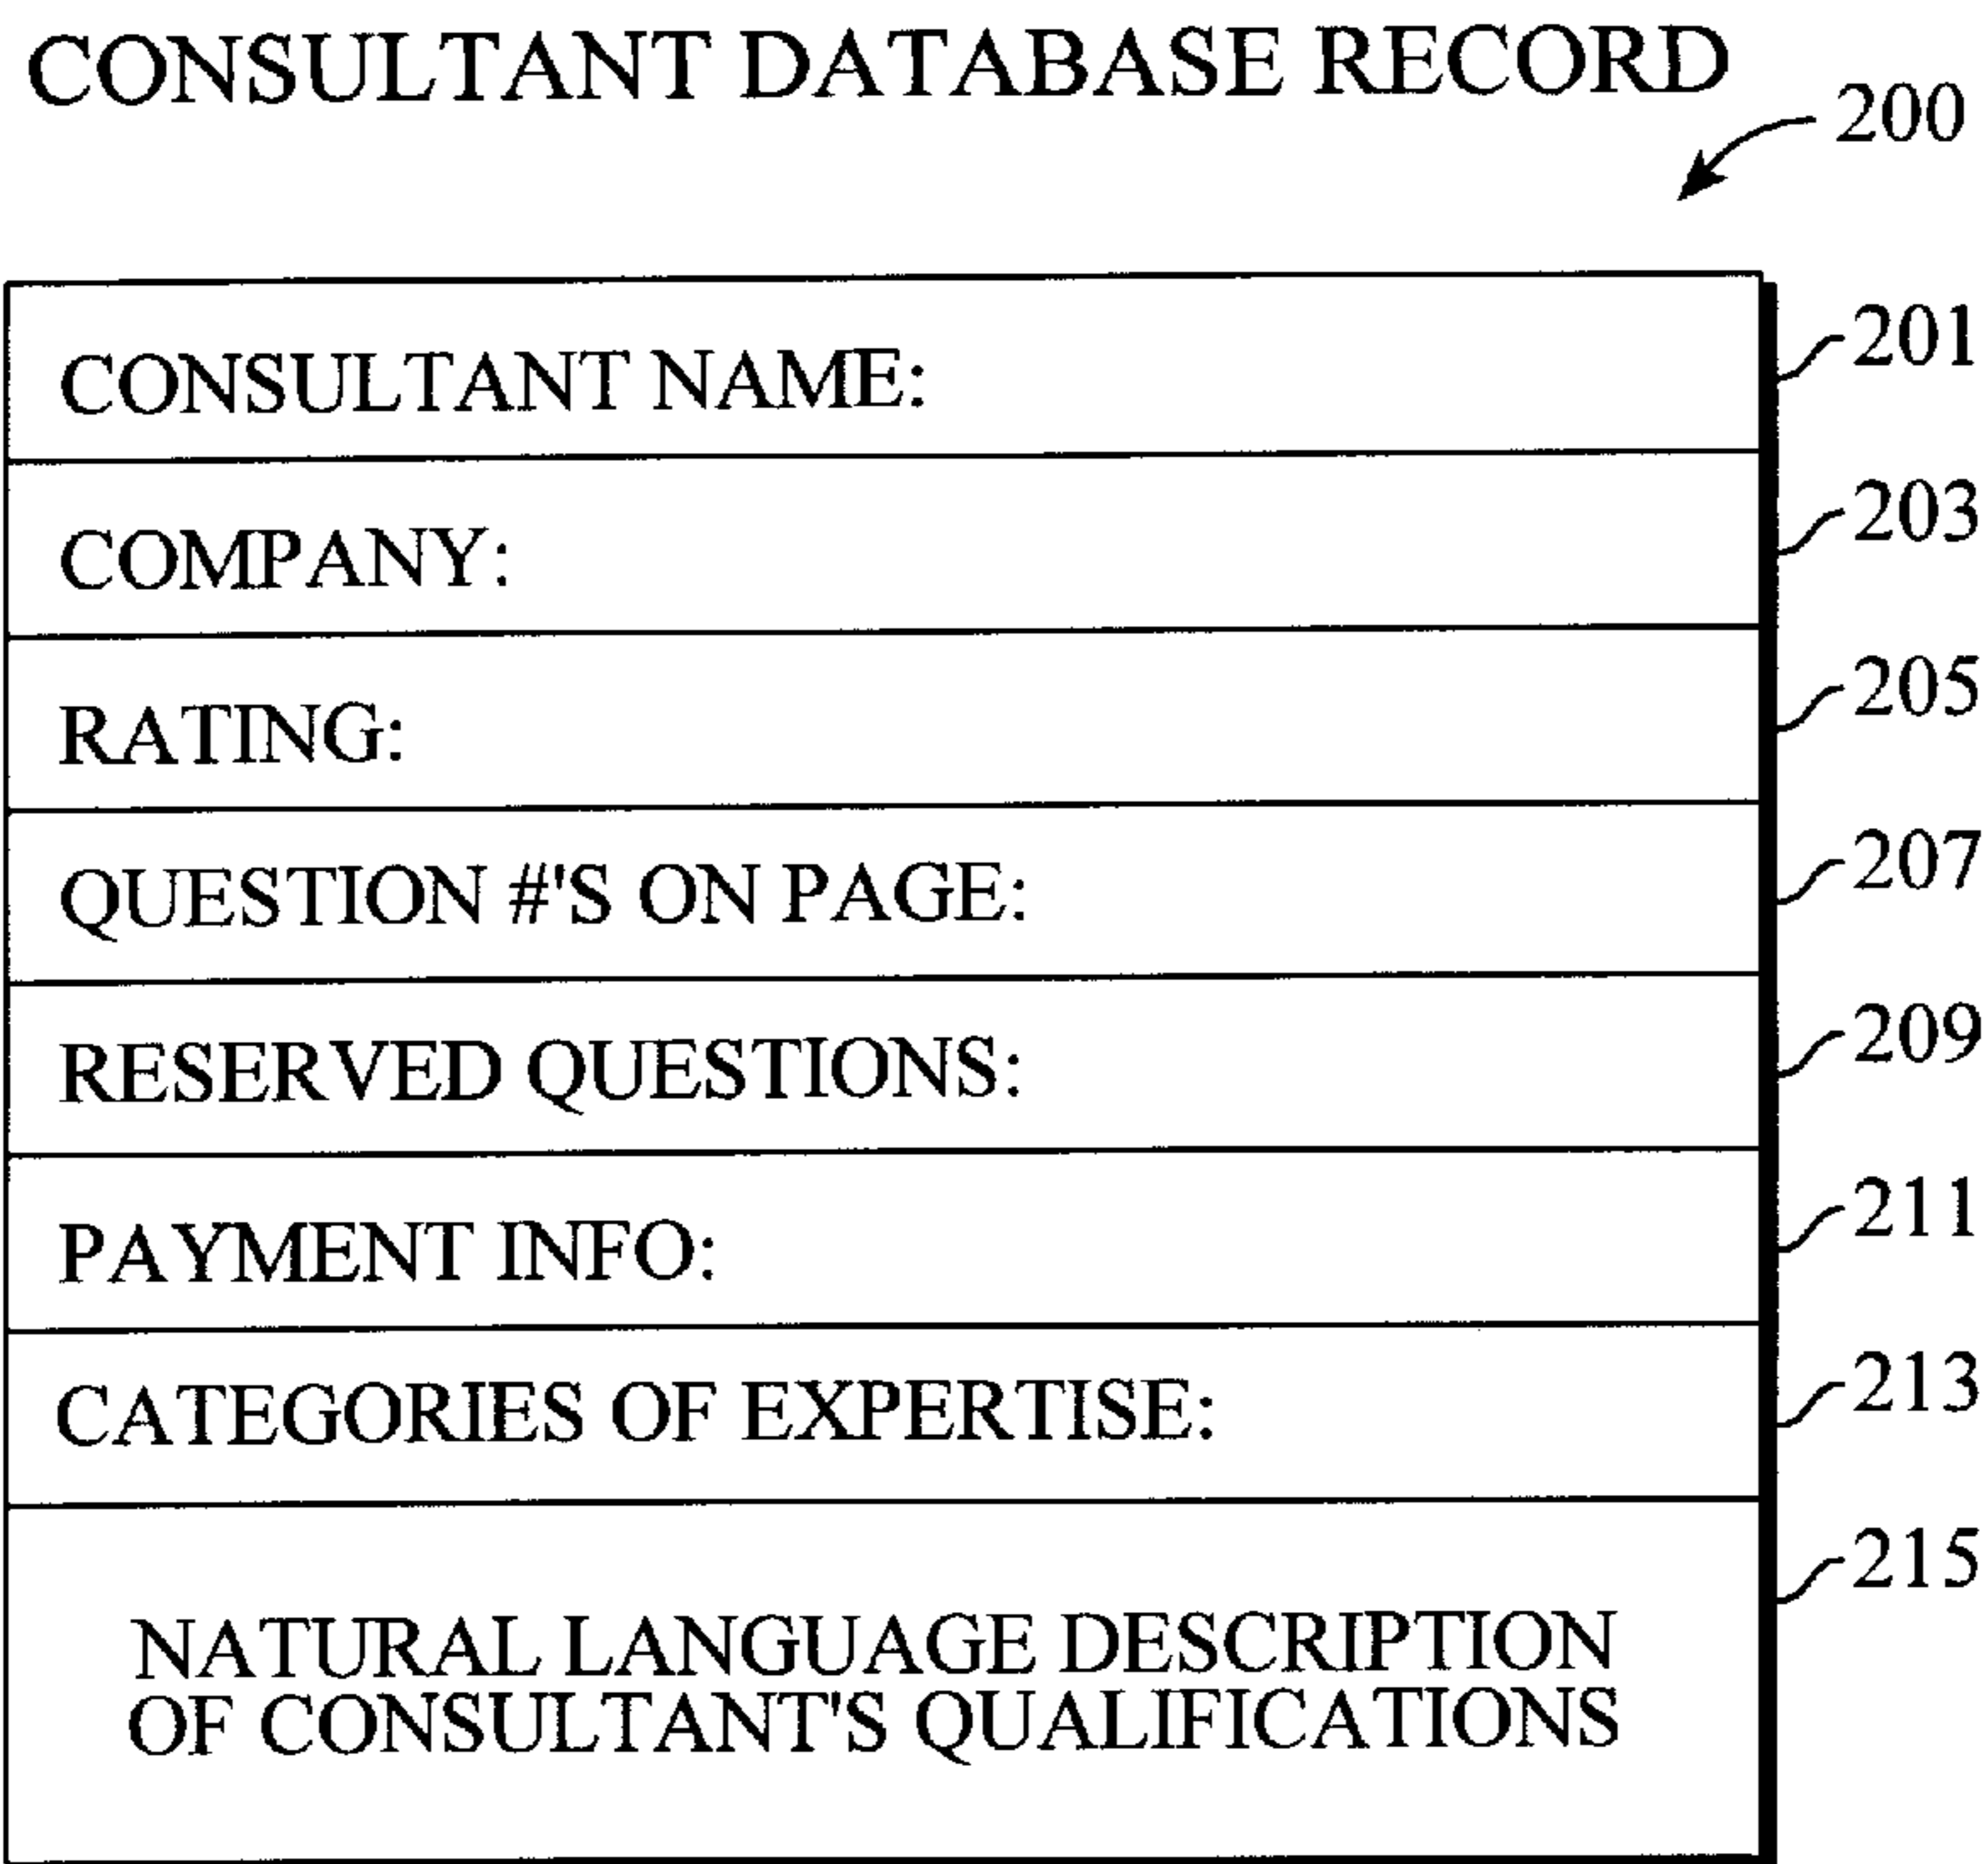 CONSULTANT DATABASE RECORD
200
CONSULTANT NAME: 201
COMPANY: 203
RATING: 205
QUESTION #'S ON PAGE: 207
RESERVED QUESTIONS: 209
PAYMENT INFO: 211
CATEGORIES OF EXPERTISE: 213
215
NATURAL LANGUAGE DESCRIPTION
OF CONSULTANT'S QUALIFICATIONS